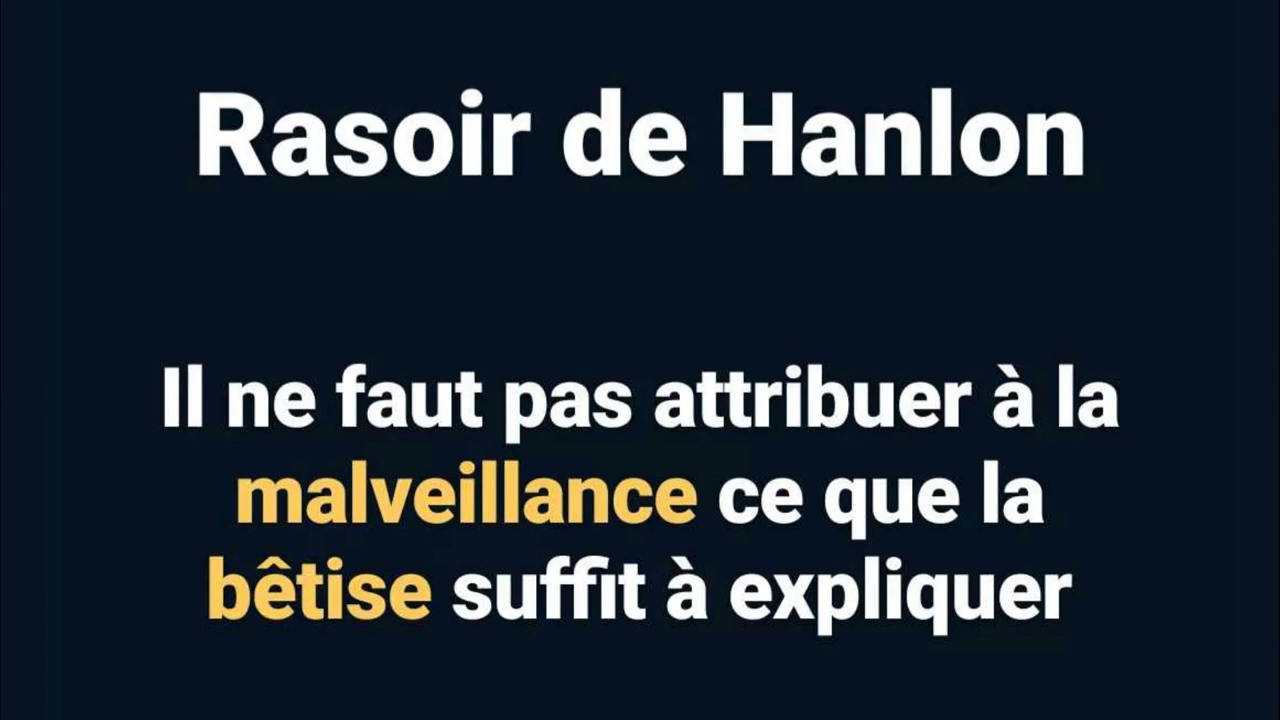 Rasoir de Hanlon
Il ne faut pas attribuer à la
malveillance ce que la
bêtise suffit à expliquer